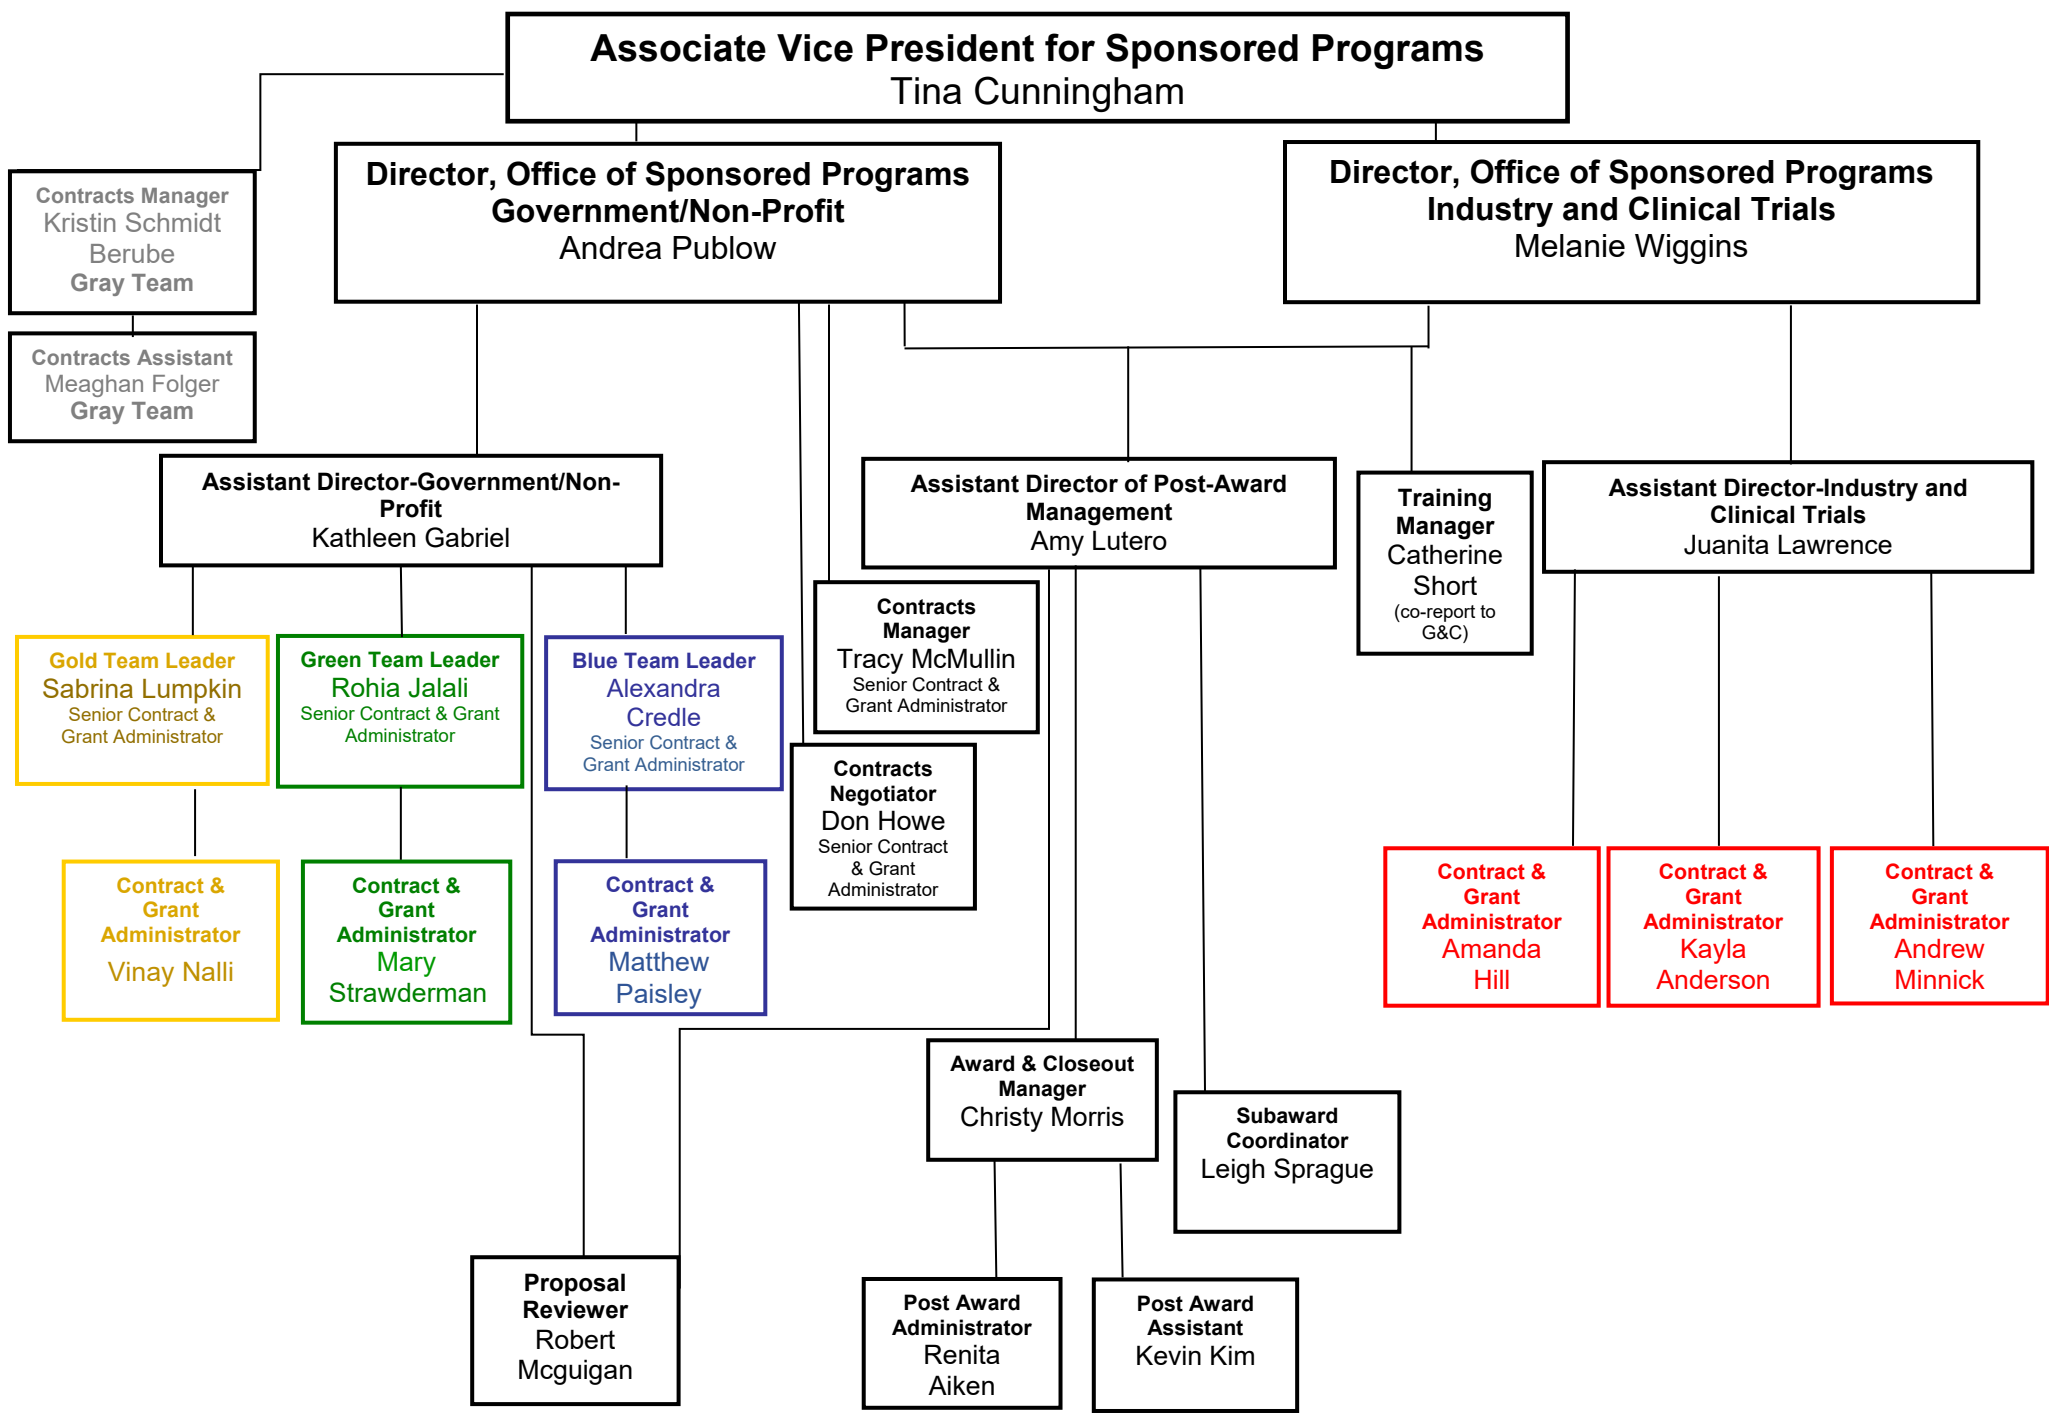 Associate Vice President for Sponsored Programs
Tina Cunningham
Contracts Manager
Kristin Schmidt
Berube
Gray Team
Director, Office of Sponsored Programs
Government/Non-Profit
Andrea Publow
Director, Office of Sponsored Programs
Industry and Clinical Trials
Melanie Wiggins
Contracts Assistant
Meaghan Folger
Gray Team
Assistant Director-Government/Non-
Profit
Kathleen Gabriel
Assistant Director of Post-Award
Management
Amy Lutero
Training
Manager
Catherine
Short
(co-report to
G&C)
Assistant Director-Industry and
Clinical Trials
Juanita Lawrence
Gold Team Leader
Sabrina Lumpkin
Senior Contract &
Grant Administrator
Green Team Leader
Rohia Jalali
Senior Contract & Grant
Administrator
Blue Team Leader
Alexandra
Credle
Senior Contract &
Grant Administrator
Contracts
Manager
Tracy McMullin
Senior Contract &
Grant Administrator
Contracts
Negotiator
Don Howe
Senior Contract
& Grant
Administrator
Contract &
Grant
Administrator
Vinay Nalli
Contract &
Grant
Administrator
Mary
Strawderman
Contract &
Grant
Administrator
Matthew
Paisley
Contract &
Grant
Administrator
Amanda
Hill
Contract &
Grant
Administrator
Kayla
Anderson
Contract &
Grant
Administrator
Andrew
Minnick
Award & Closeout
Manager
Christy Morris
Subaward
Coordinator
Leigh Sprague
Proposal
Reviewer
Robert
Mcguigan
Post Award
Administrator
Renita
Aiken
Post Award
Assistant
Kevin Kim